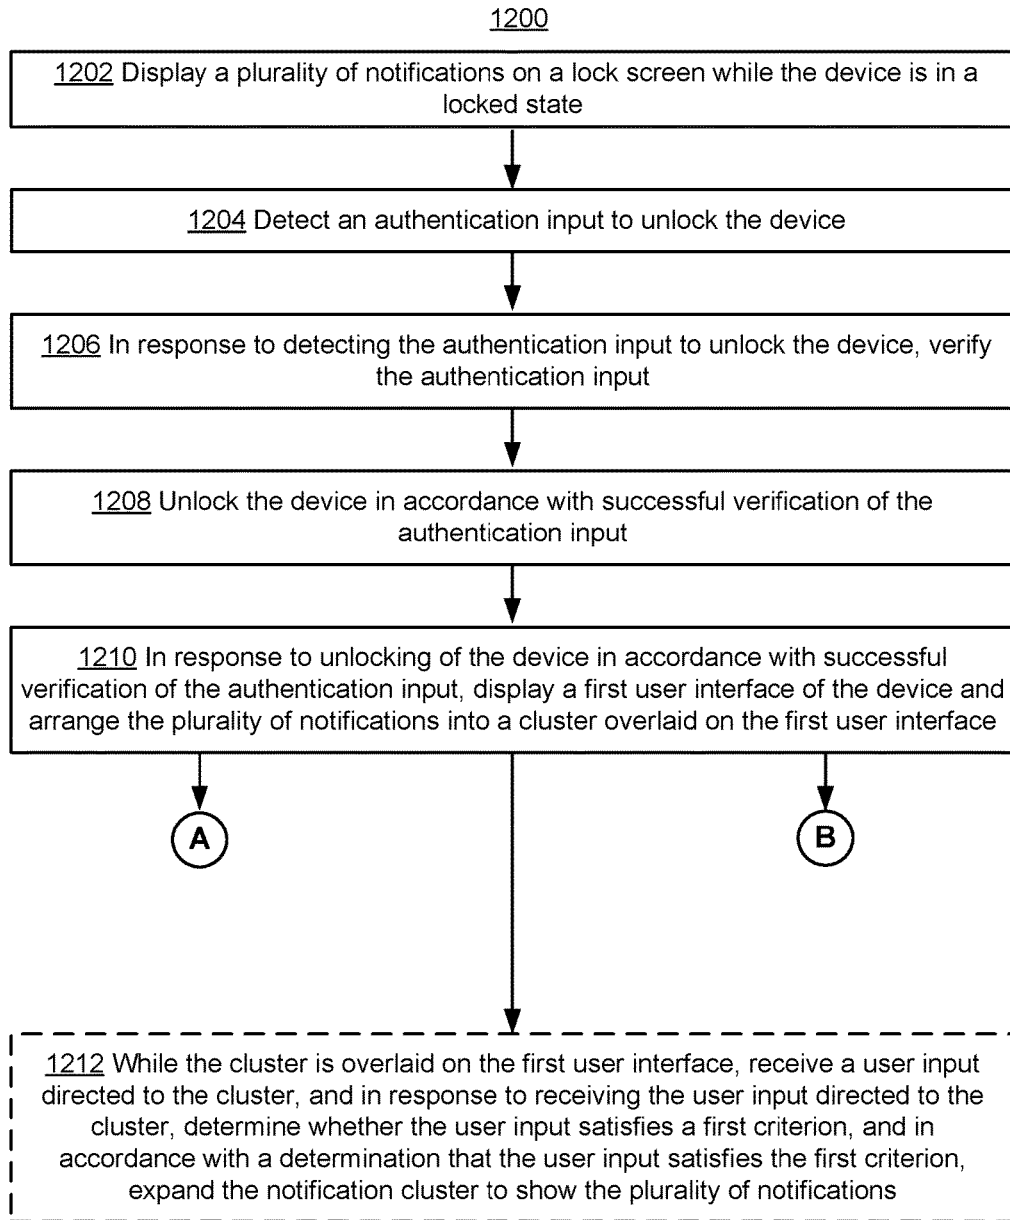 1200
1202 Display a plurality of notifications on a lock screen while the device is in a
locked state
1204 Detect an authentication input to unlock the device
1206 In response to detecting the authentication input to unlock the device, verify
the authentication input
1208 Unlock the device in accordance with successful verification of the
authentication input
1210 In response to unlocking of the device in accordance with successful
verification of the authentication input, display a first user interface of the device and
arrange the plurality of notifications into a cluster overlaid on the first user interface
A
B
1212 While the cluster is overlaid on the first user interface, receive a user input
directed to the cluster, and in response to receiving the user input directed to the
cluster, determine whether the user input satisfies a first criterion, and in
accordance with a determination that the user input satisfies the first criterion,
expand the notification cluster to show the plurality of notifications